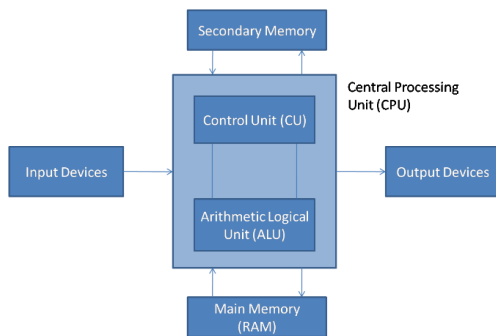 Secondary Memory
Central Processing
Unit (CPU)
Control Unit (CU)
Input Devices
Output Devices
Arithmetic Logical
Unit (ALU)
Main Memory
(RAM)